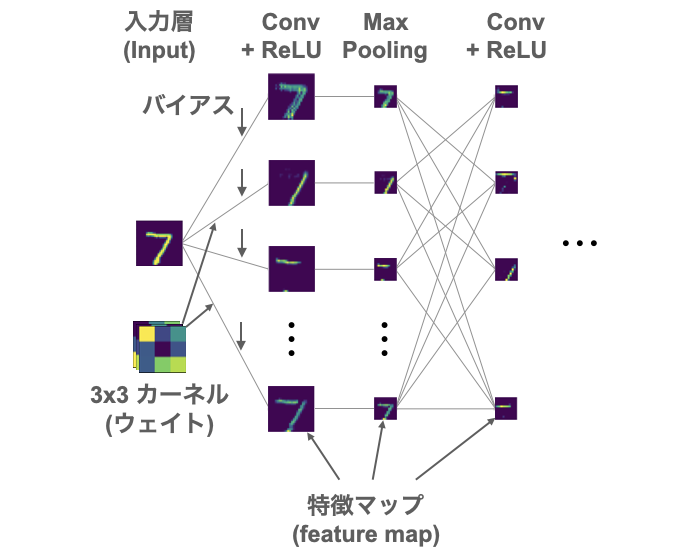 入力層
(Input)
Conv
+ ReLU
Max
Pooling
Conv
+ ReLU
バイアス
3x3 カーネル
(ウェイト)
特徴マップ
(feature map)